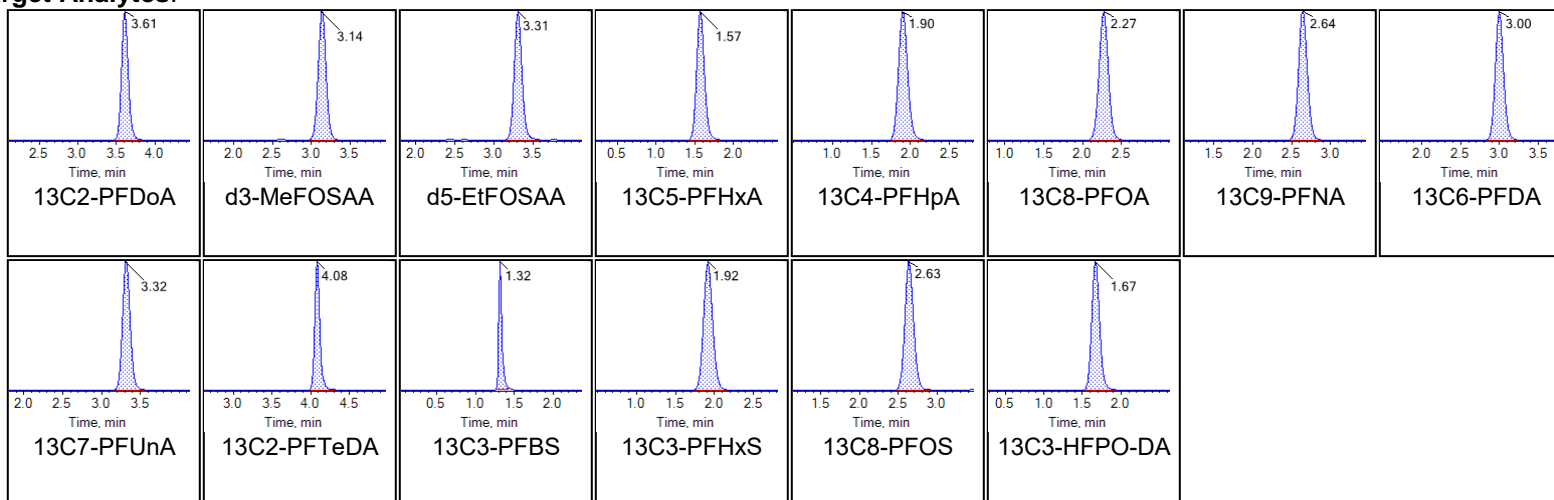 rget Analytes:
3.61 3.14 3.31 1.57 1.90 2.27 2.64 3.00
2.5 3.0 3.5 4.0 2.0 2.5 3.0 3.5 2.0 2.5 3.0 3.5 0.5 1.0 1.5 2.0 1.0 1.5 2.0 2.5 1.0 1.5 2.0 2.5 1.5 2.0 2.5 3.0 2.0 2.5 3.0 3.5
Time, min Time, min Time, min Time, min Time, min Time, min Time, min Time, min
13C2-PFDoA d3-MeFOSAA d5-EtFOSAA 13C5-PFHxA 13C4-PFHpA 13C8-PFOA 13C9-PFNA 13C6-PFDA
3.32 4.08 1.32 1.92 2.63 1.67
2.0 2.5 3.0 3.5 3.0 3.5 4.0 4.5 0.5 1.0 1.5 2.0 1.0 1.5 2.0 2.5 1.5 2.0 2.5 3.0 0.5 1.0 1.5 2.0
Time, min Time, min Time, min Time, min Time, min Time, min
13C7-PFUnA 13C2-PFTeDA 13C3-PFBS 13C3-PFHxS 13C8-PFOS 13C3-HFPO-DA